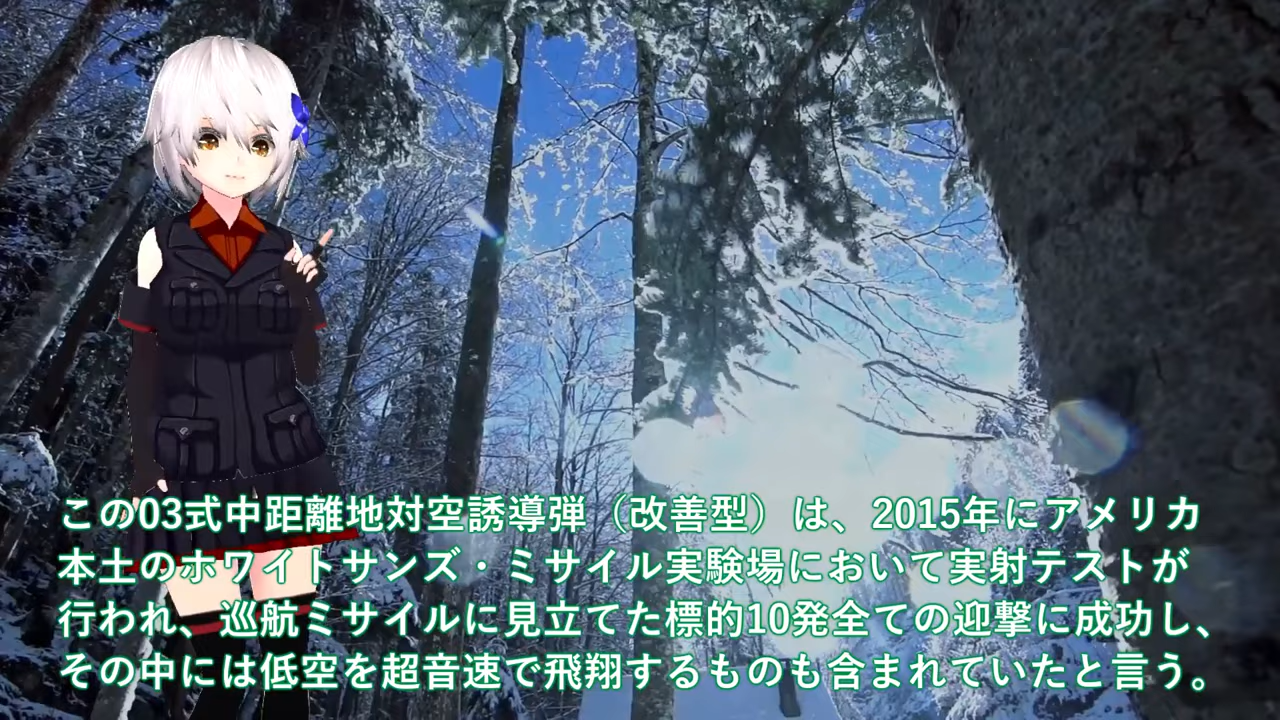 この03式中距離地対空誘導弾（改善型）は、2015年にアメリカ
本土のホワイトサンズ・ミサイル実験場において実射テストが
行われ、巡航ミサイルに見立てた標的10発全ての迎撃に成功し、
その中には低空を超音速で飛翔するものも含まれていたと言う。